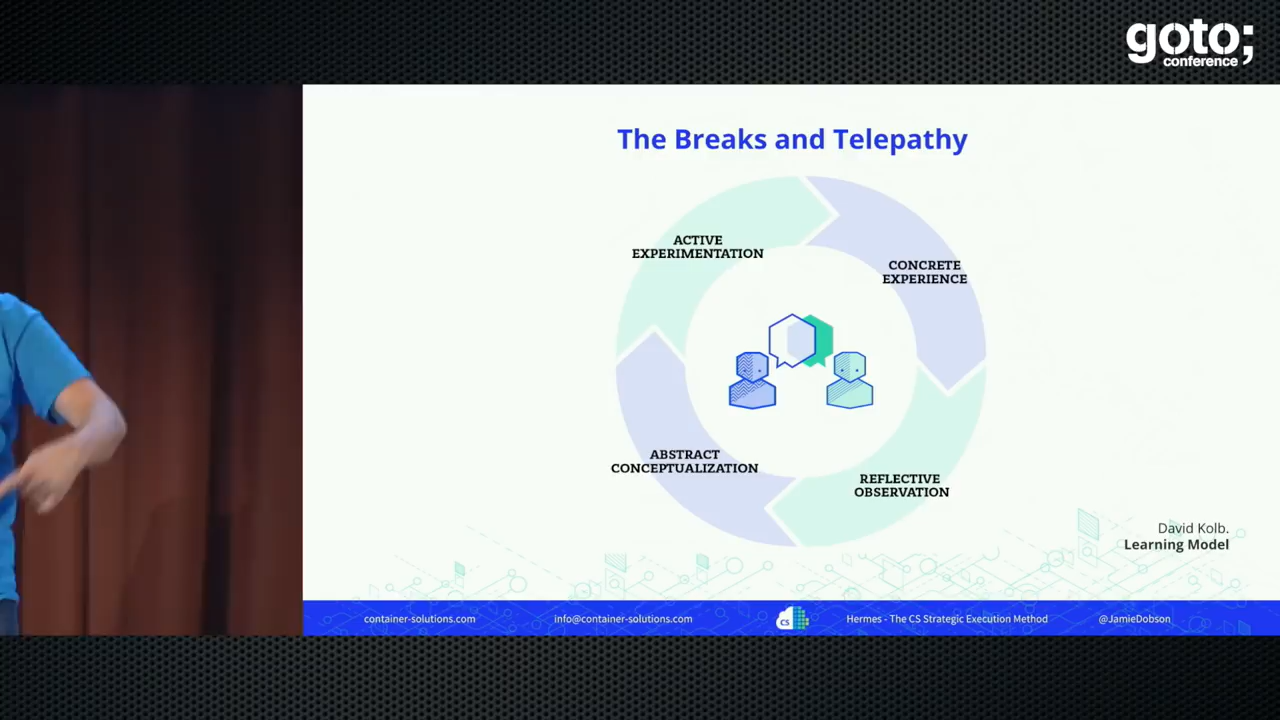 goto;
conference
The Breaks and Telepathy
ACTIVE
EXPERIMENTATION
CONCRETE
EXPERIENCE
ABSTRACT
CONCEPTUALIZATION
REFLECTIVE
OBSERVATION
David Kolb.
Learning Model
container-solutions.com
info@container-solutions.com
CS
Hermes - The CS Strategic Execution Method
@JamieDobson